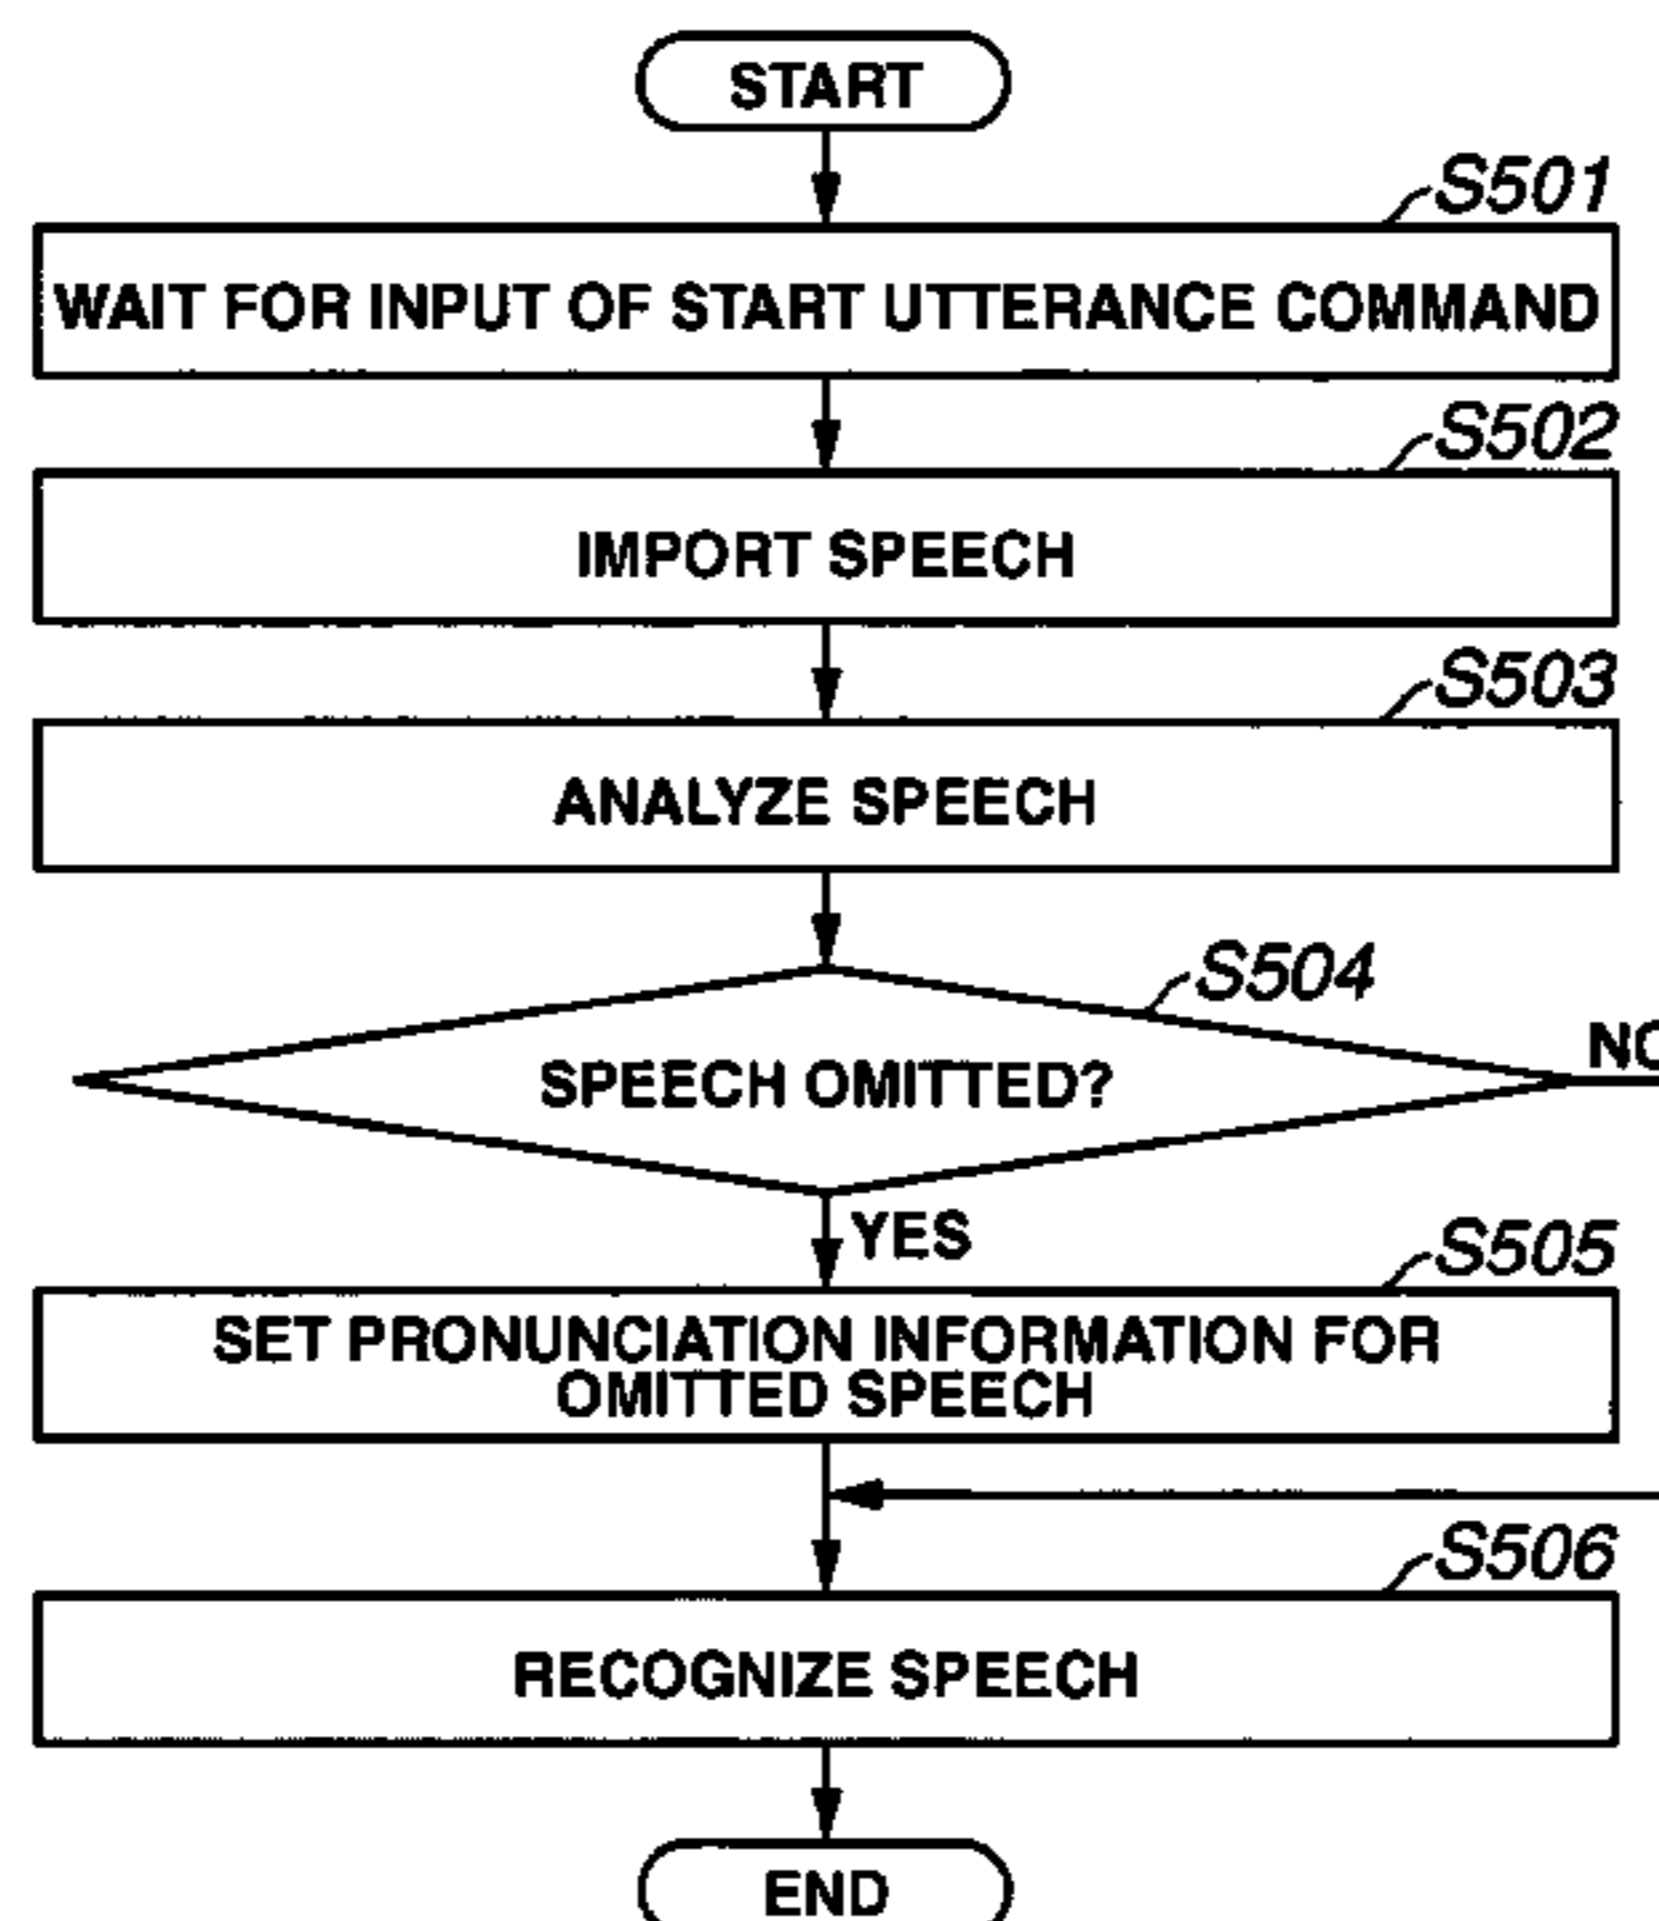 START
S501
WAIT FOR INPUT OF START UTTERANCE COMMAND
S502
IMPORT SPEECH
S503
ANALYZE SPEECH
S504
SPEECH OMITTED?
NO
YES
S505
SET PRONUNCIATION INFORMATION FOR
OMITTED SPEECH
S506
RECOGNIZE SPEECH
END